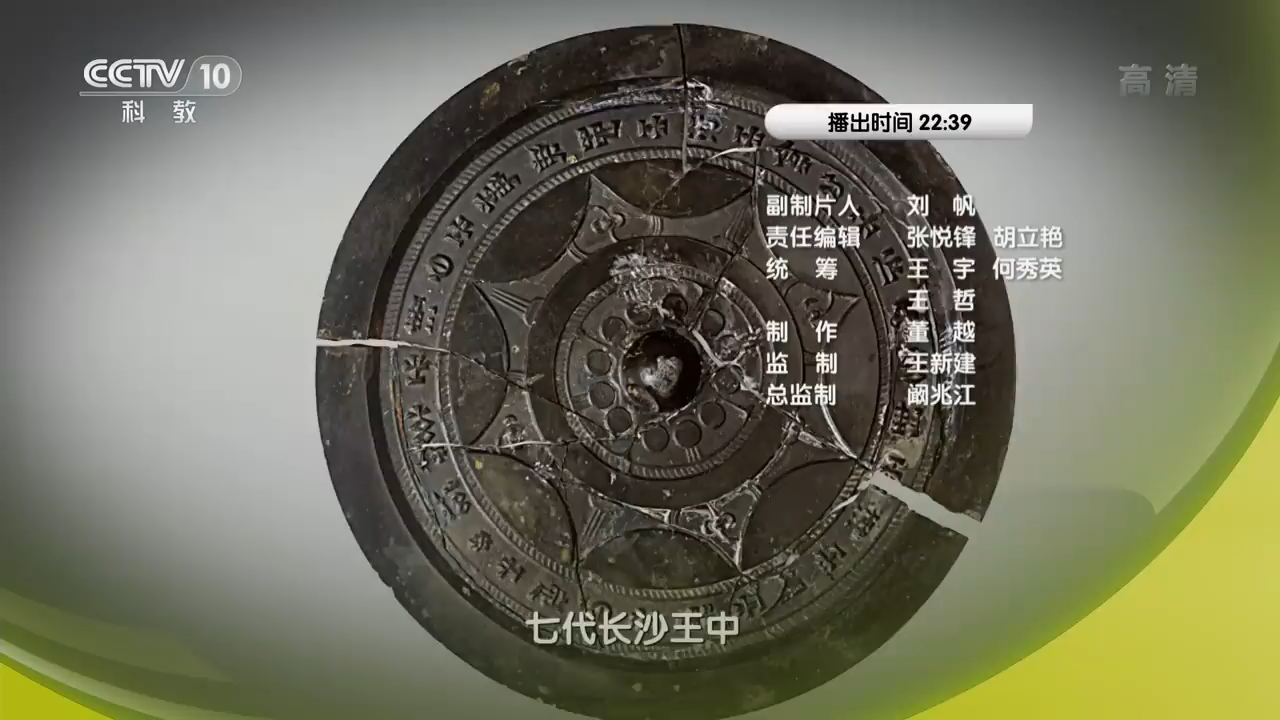 CCTV 10
科 教
高清
播出时间 22:39
副制片人 刘 帆
责任编辑 张悦锋 胡立艳
统 筹 王 宇 何秀英
王 哲
制 作 董 越
监 制 王新建
总监制 阚兆江
七代长沙王中